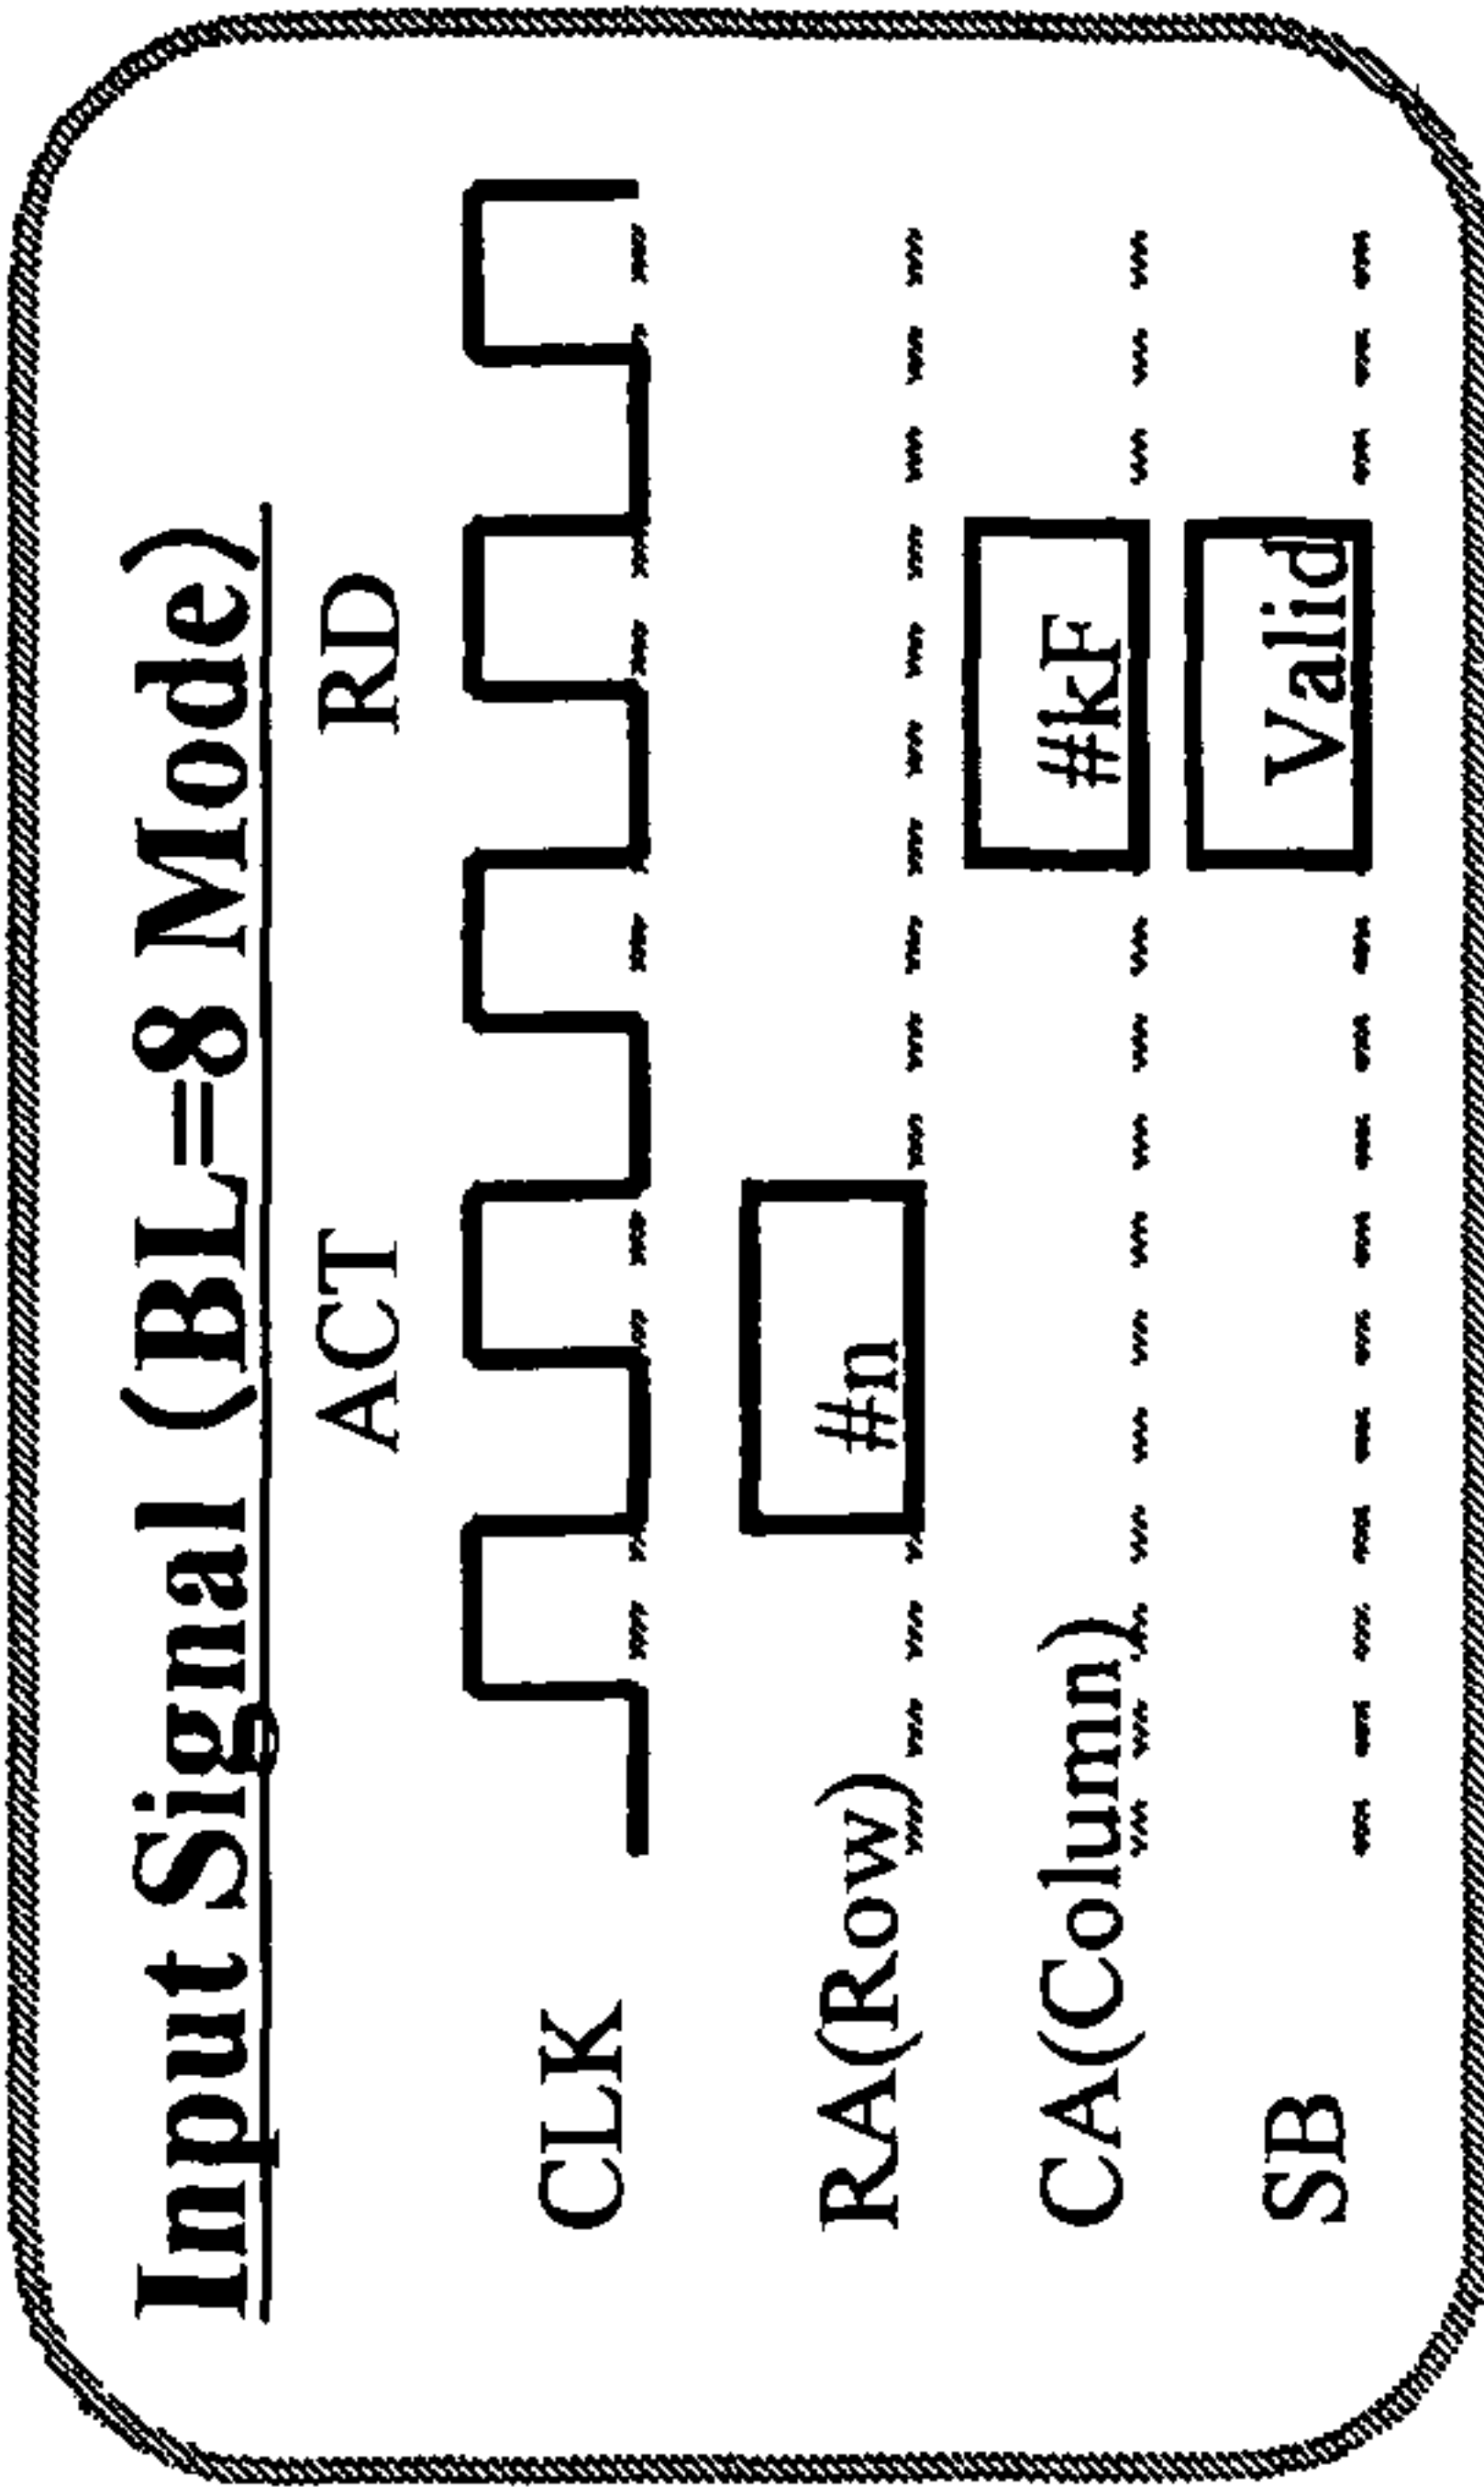 Input Signal (BL=8 Mode)
ACT RD
CLK
RA(Row) #n
CA(Column) #kF
SB Valid